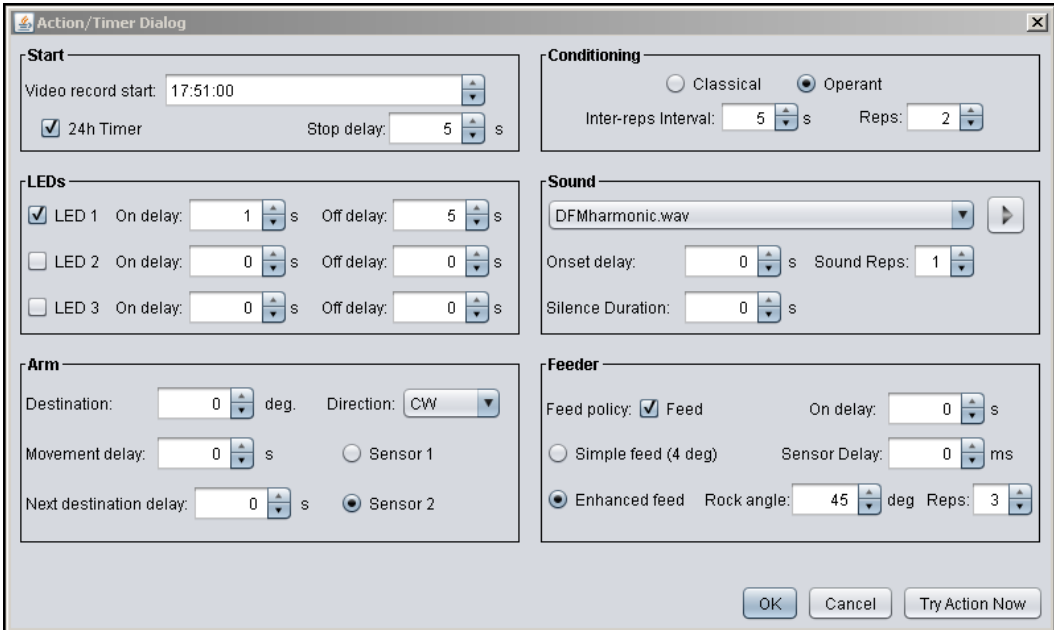 Action/Timer Dialog
Start
Video record start: 17:51:00
24h Timer Stop delay: 5 s
Conditioning
Classical Operant
Inter-reps Interval: 5 s Reps: 2
LEDs
LED 1 On delay: 1 s Off delay: 5 s
LED 2 On delay: 0 s Off delay: 0 s
LED 3 On delay: 0 s Off delay: 0 s
Sound
DFMharmonic.wav
Onset delay: 0 s Sound Reps: 1
Silence Duration: 0 s
Arm
Destination: 0 deg. Direction: CW
Movement delay: 0 s Sensor 1
Next destination delay: 0 s Sensor 2
Feeder
Feed policy: Feed On delay: 0 s
Simple feed (4 deg) Sensor Delay: 0 ms
Enhanced feed Rock angle: 45 deg Reps: 3
OK Cancel Try Action Now